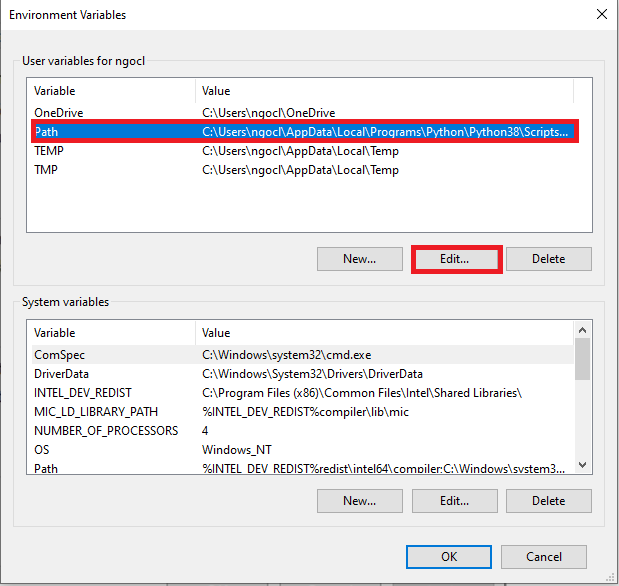 Environment Variables
User variables for ngocl
Variable Value
OneDrive C:\Users\ngocl\OneDrive
Path C:\Users\ngocl\AppData\Local\Programs\Python\Python38\Scripts...
TEMP C:\Users\ngocl\AppData\Local\Temp
TMP C:\Users\ngocl\AppData\Local\Temp
New... Edit... Delete
System variables
Variable Value
ComSpec C:\Windows\system32\cmd.exe
DriverData C:\Windows\System32\Drivers\DriverData
INTEL_DEV_REDIST C:\Program Files (x86)\Common Files\Intel\Shared Libraries\
MIC_LD_LIBRARY_PATH %INTEL_DEV_REDIST%compiler\lib\mic
NUMBER_OF_PROCESSORS 4
OS Windows_NT
Path %INTEL_DEV_REDIST%redist\intel64\compiler;C:\Windows\system3...
New... Edit... Delete
OK Cancel